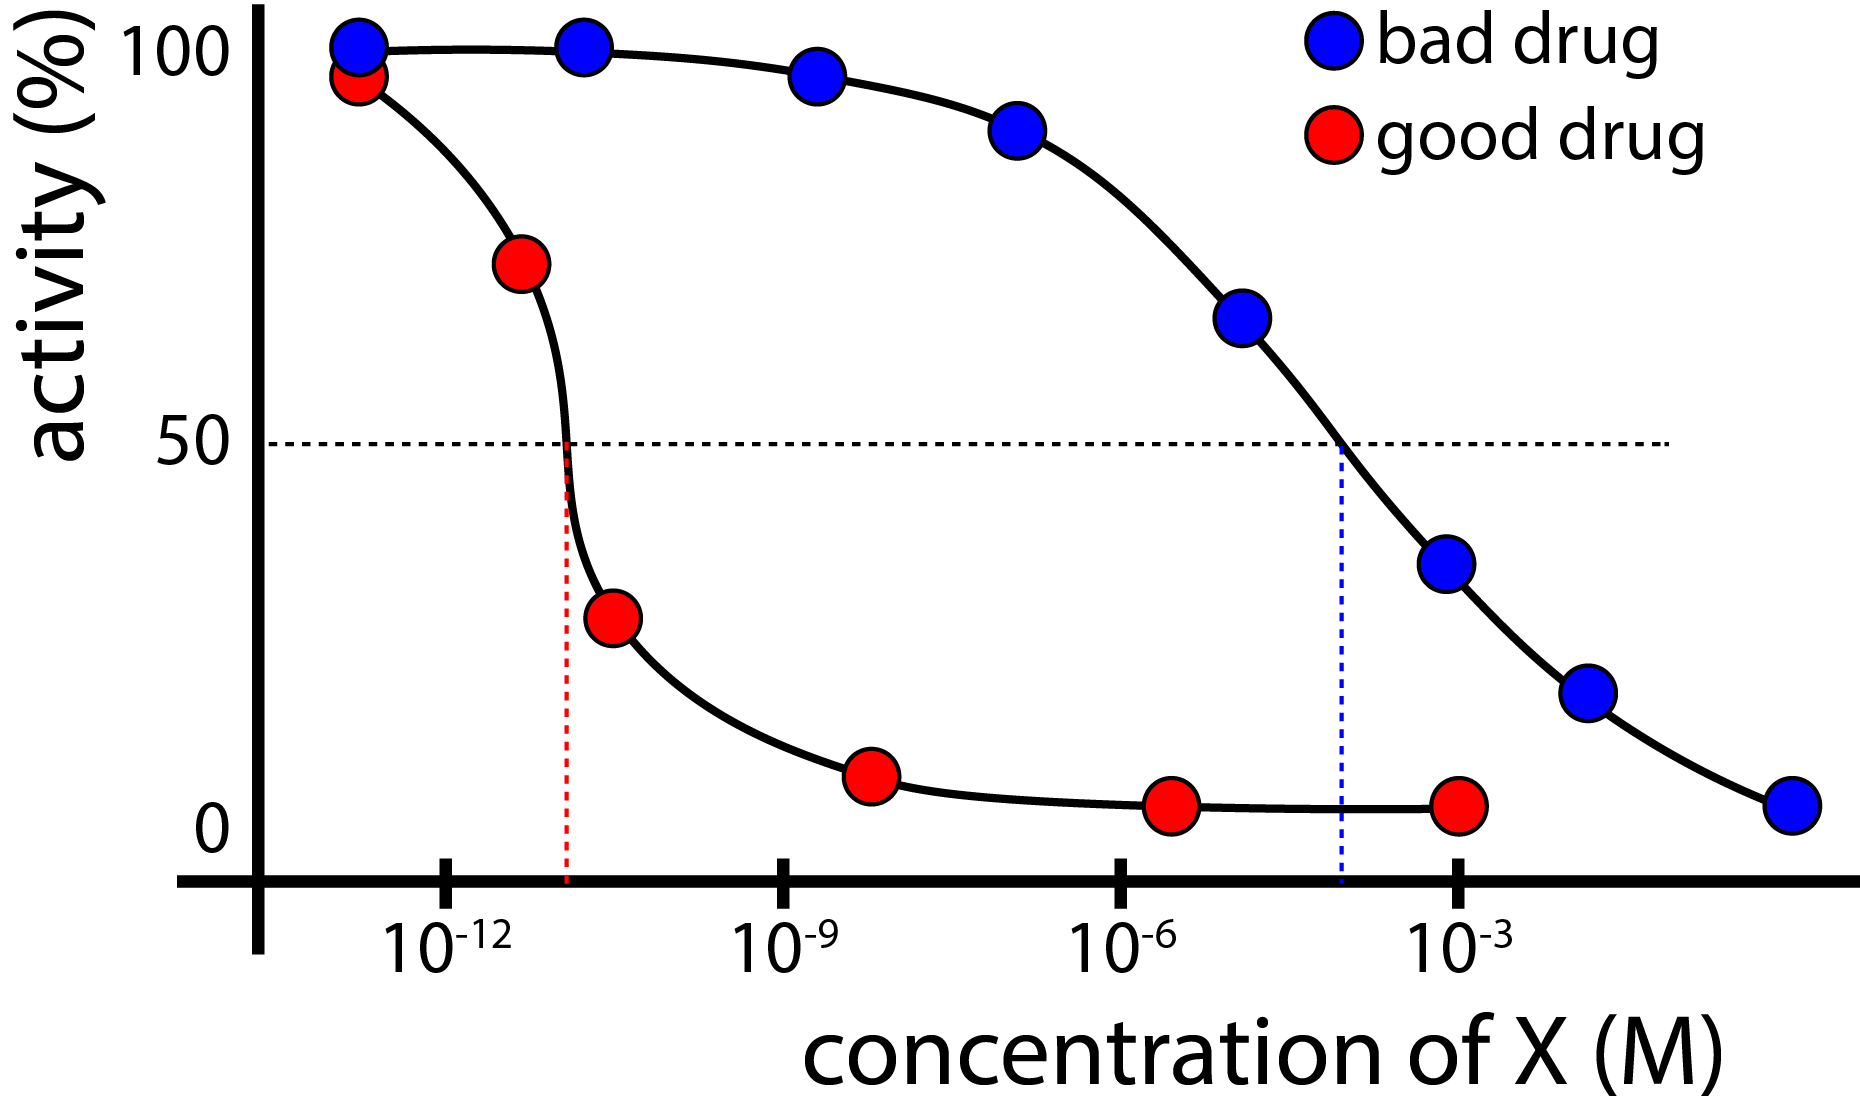 activity (%)
100
50
0
bad drug
good drug
10⁻¹²
10⁻⁹
10⁻⁶
10⁻³
concentration of X (M)